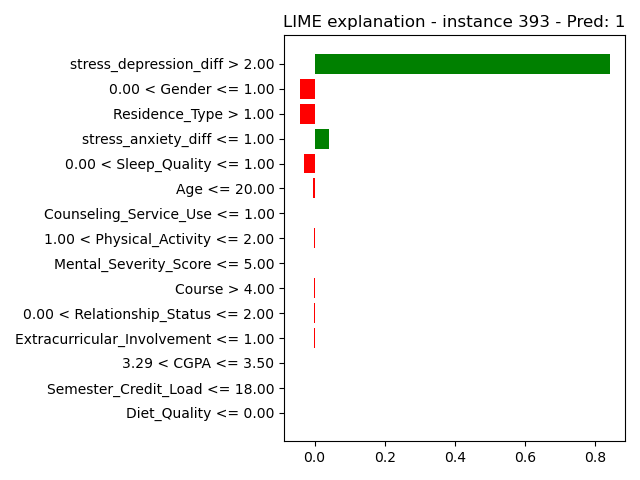 LIME explanation - instance 393 - Pred: 1
stress_depression_diff > 2.00
0.00 < Gender <= 1.00
Residence_Type > 1.00
stress_anxiety_diff <= 1.00
0.00 < Sleep_Quality <= 1.00
Age <= 20.00
Counseling_Service_Use <= 1.00
1.00 < Physical_Activity <= 2.00
Mental_Severity_Score <= 5.00
Course > 4.00
0.00 < Relationship_Status <= 2.00
Extracurricular_Involvement <= 1.00
3.29 < CGPA <= 3.50
Semester_Credit_Load <= 18.00
Diet_Quality <= 0.00
0.0 0.2 0.4 0.6 0.8